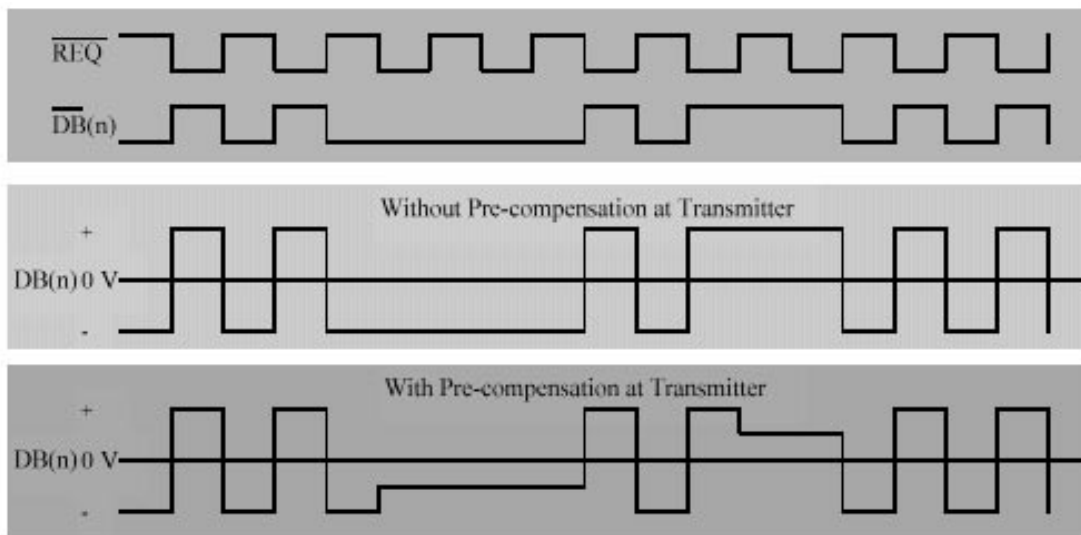 REQ
DB(n)
Without Pre-compensation at Transmitter
+
DB(n) 0 V
-
With Pre-compensation at Transmitter
+
DB(n) 0 V
-